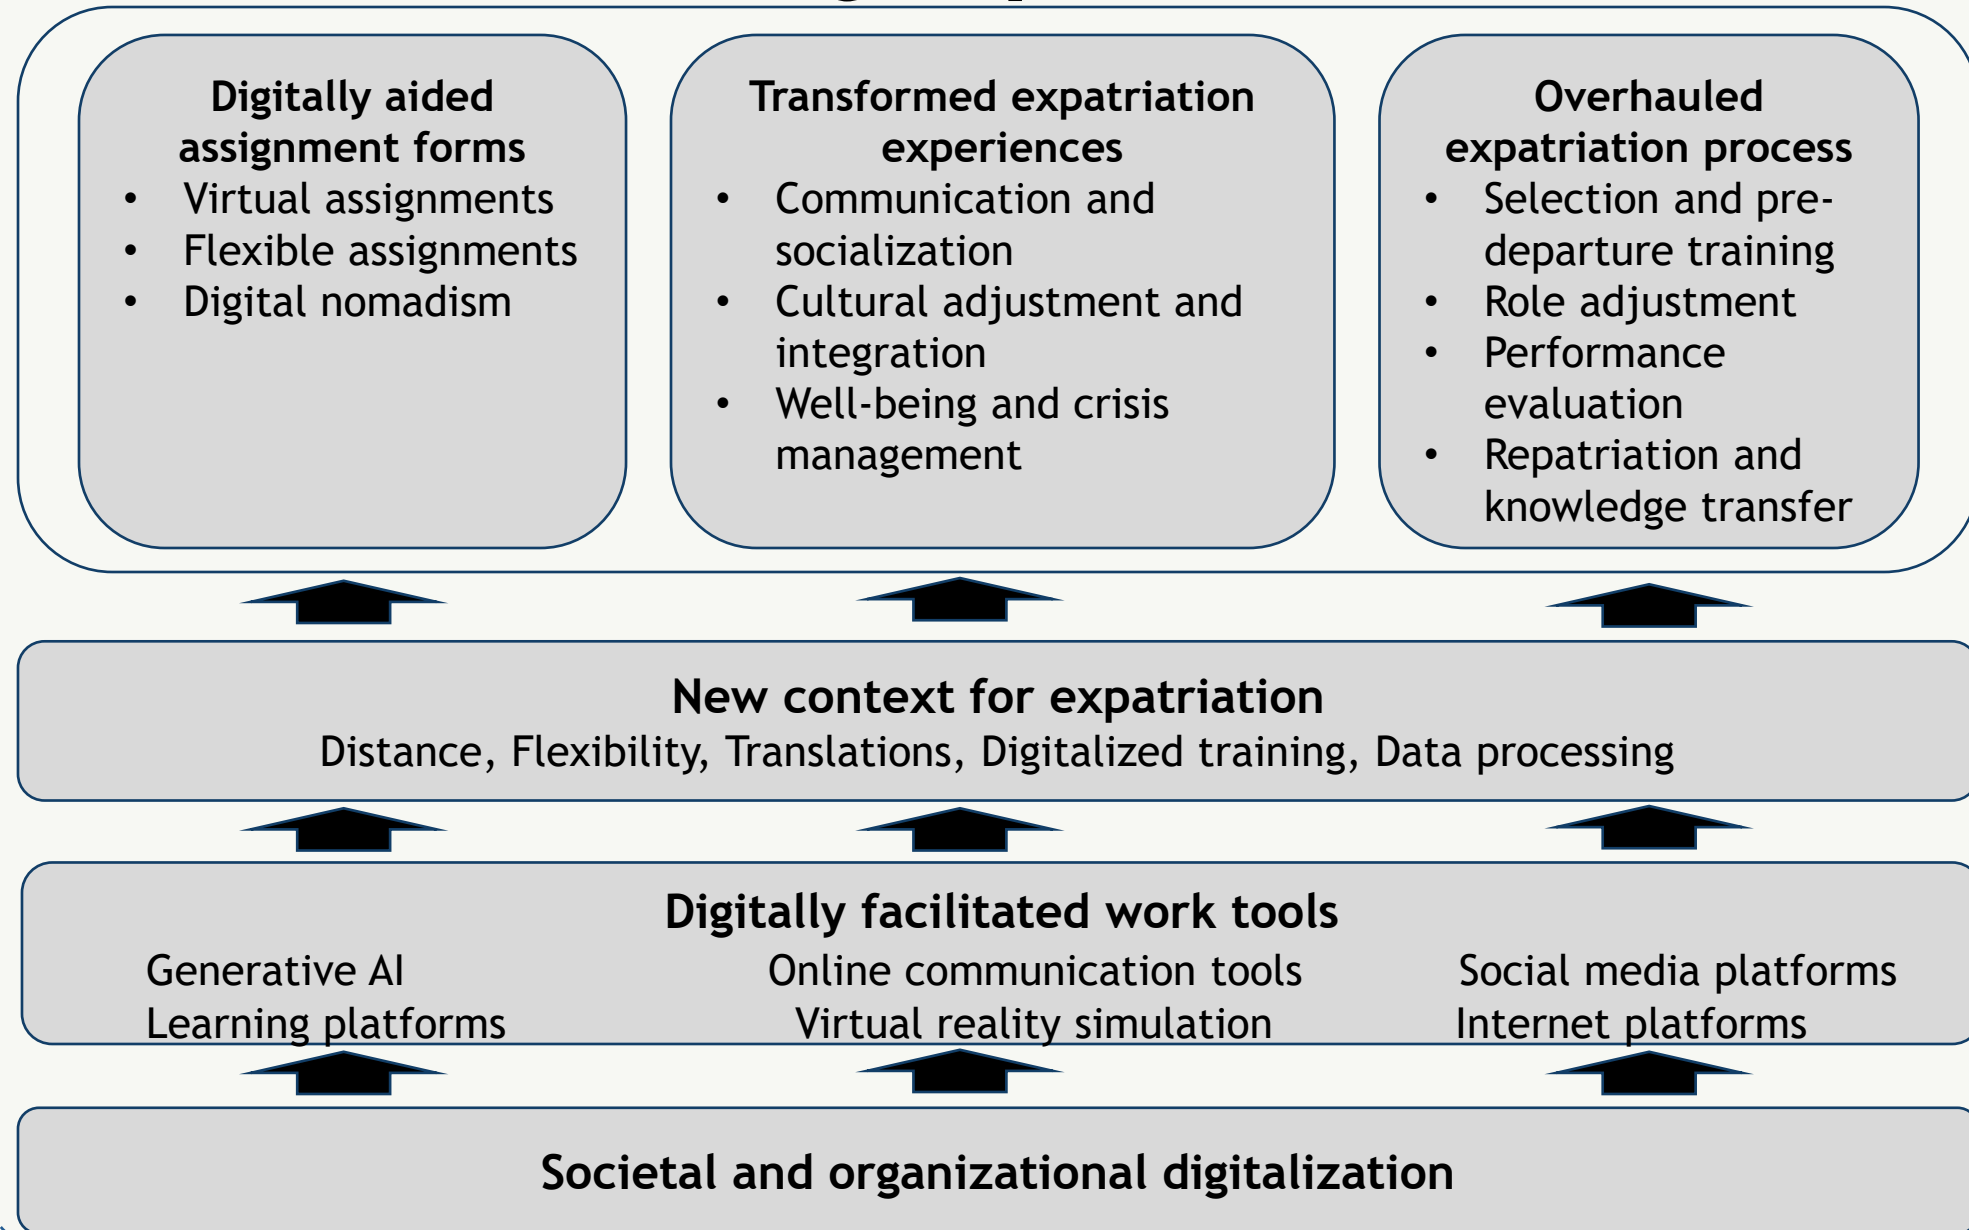 Digitally aided
assignment forms
• Virtual assignments
• Flexible assignments
• Digital nomadism
Transformed expatriation
experiences
• Communication and
socialization
• Cultural adjustment and
integration
• Well-being and crisis
management
Overhauled
expatriation process
• Selection and pre-
departure training
• Role adjustment
• Performance
evaluation
• Repatriation and
knowledge transfer
New context for expatriation
Distance, Flexibility, Translations, Digitalized training, Data processing
Digitally facilitated work tools
Generative AI
Learning platforms
Online communication tools
Virtual reality simulation
Social media platforms
Internet platforms
Societal and organizational digitalization